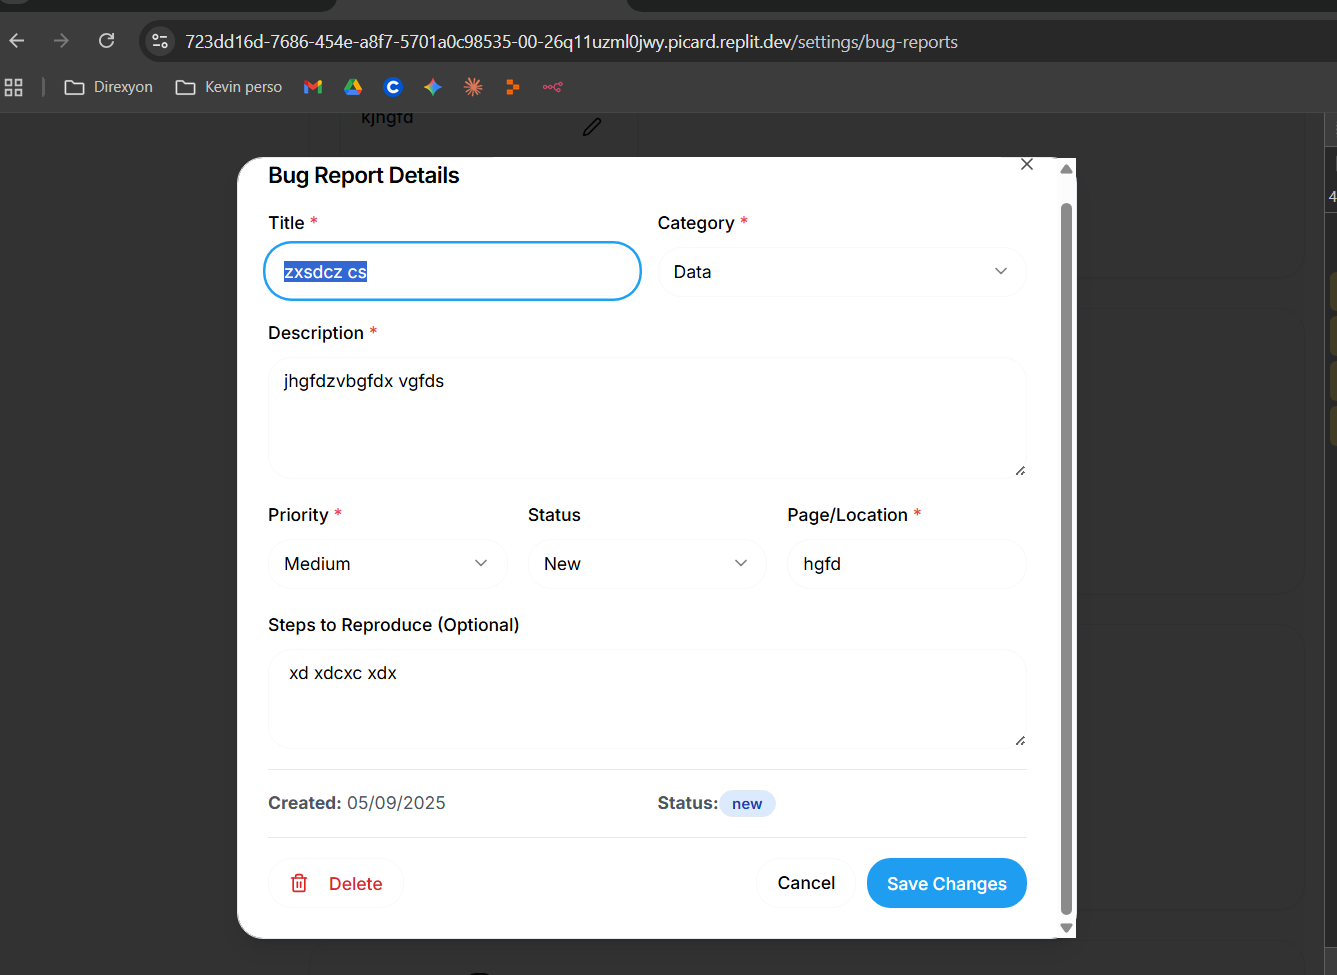 723dd16d-7686-454e-a8f7-5701a0c98535-00-26q11uzml0jwy.picard.replit.dev/settings/bug-reports
Direxyon
Kevin perso
kjhgfd
Bug Report Details
Title *
Category *
zxsdcz cs
Data
Description *
jhgfdzvbgfdx vgfds
Priority *
Status
Page/Location *
Medium
New
hgfd
Steps to Reproduce (Optional)
xd xdcxc xdx
Created: 05/09/2025
Status: new
Delete
Cancel
Save Changes
4